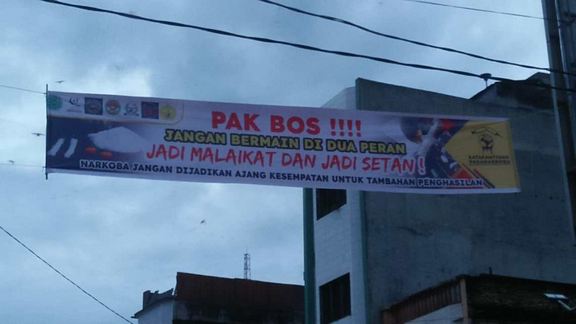 PAK BOS !!!!
JANGAN BERMAIN DI DUA PERAN
JADI MALAIKAT DAN JADI SETAN !
NARKOBA JANGAN DIJADIKAN AJANG KESEMPATAN UNTUK TAMBAHAN PENGHASILAN